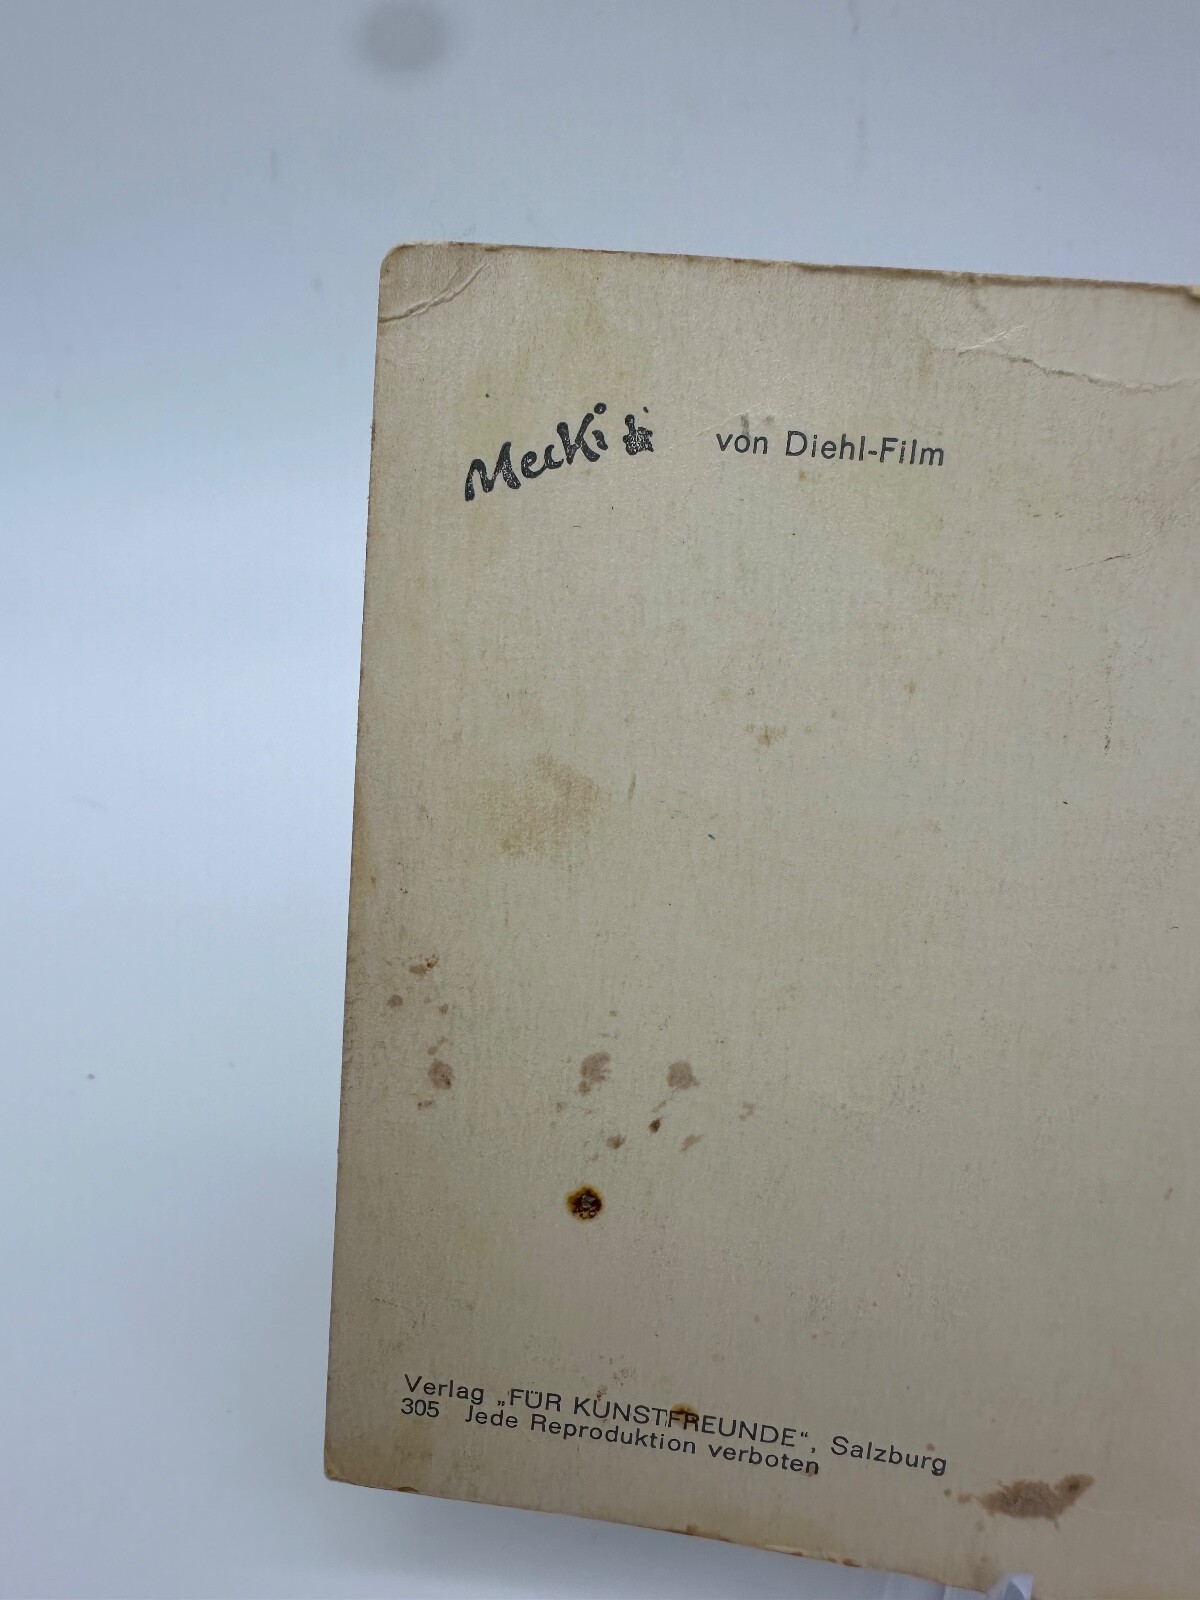 Mecki von Diehl-Film
Verlag „FÜR KUNSTFREUNDE“, Salzburg
305 Jede Reproduktion verboten